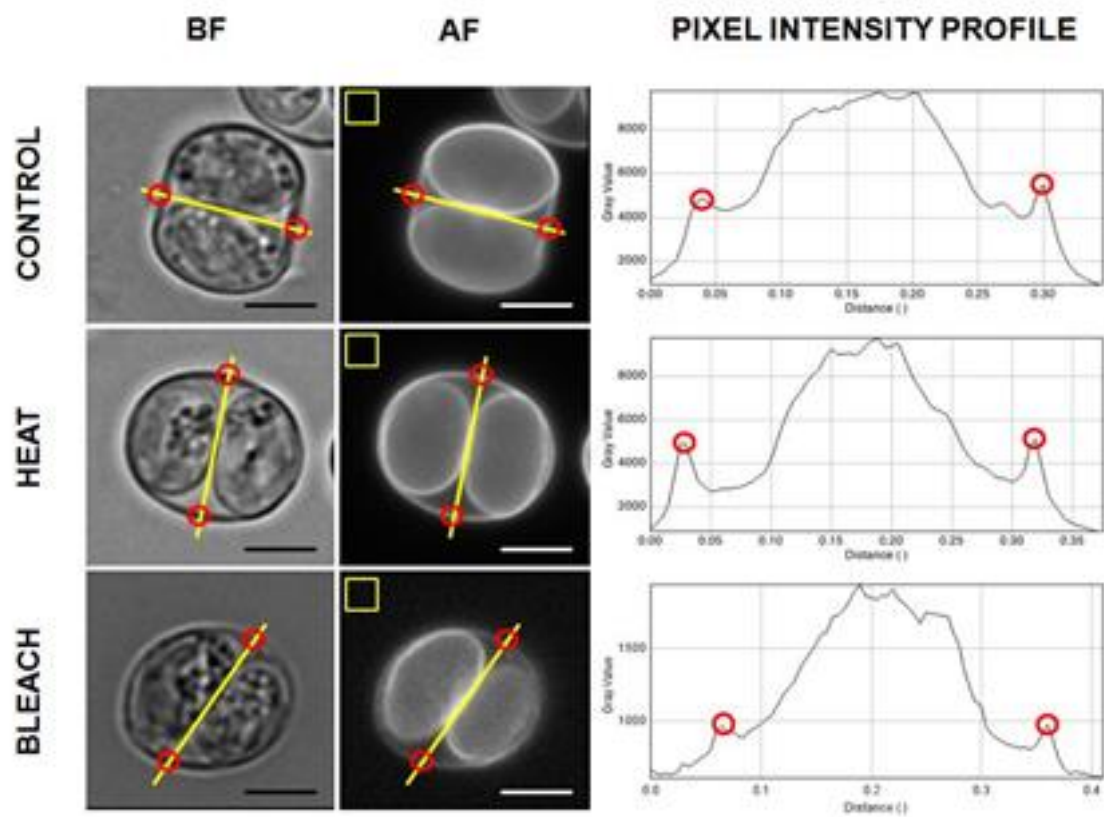 BF AF PIXEL INTENSITY PROFILE
CONTROL
Gray Value
8000
6000
4000
2000
0.00 0.05 0.10 0.15 0.20 0.25 0.30
Distance ( )
HEAT
Gray Value
8000
6000
4000
2000
0.00 0.05 0.10 0.15 0.20 0.25 0.30 0.35
Distance ( )
BLEACH
Gray Value
1500
1000
0.0 0.1 0.2 0.3 0.4
Distance ( )